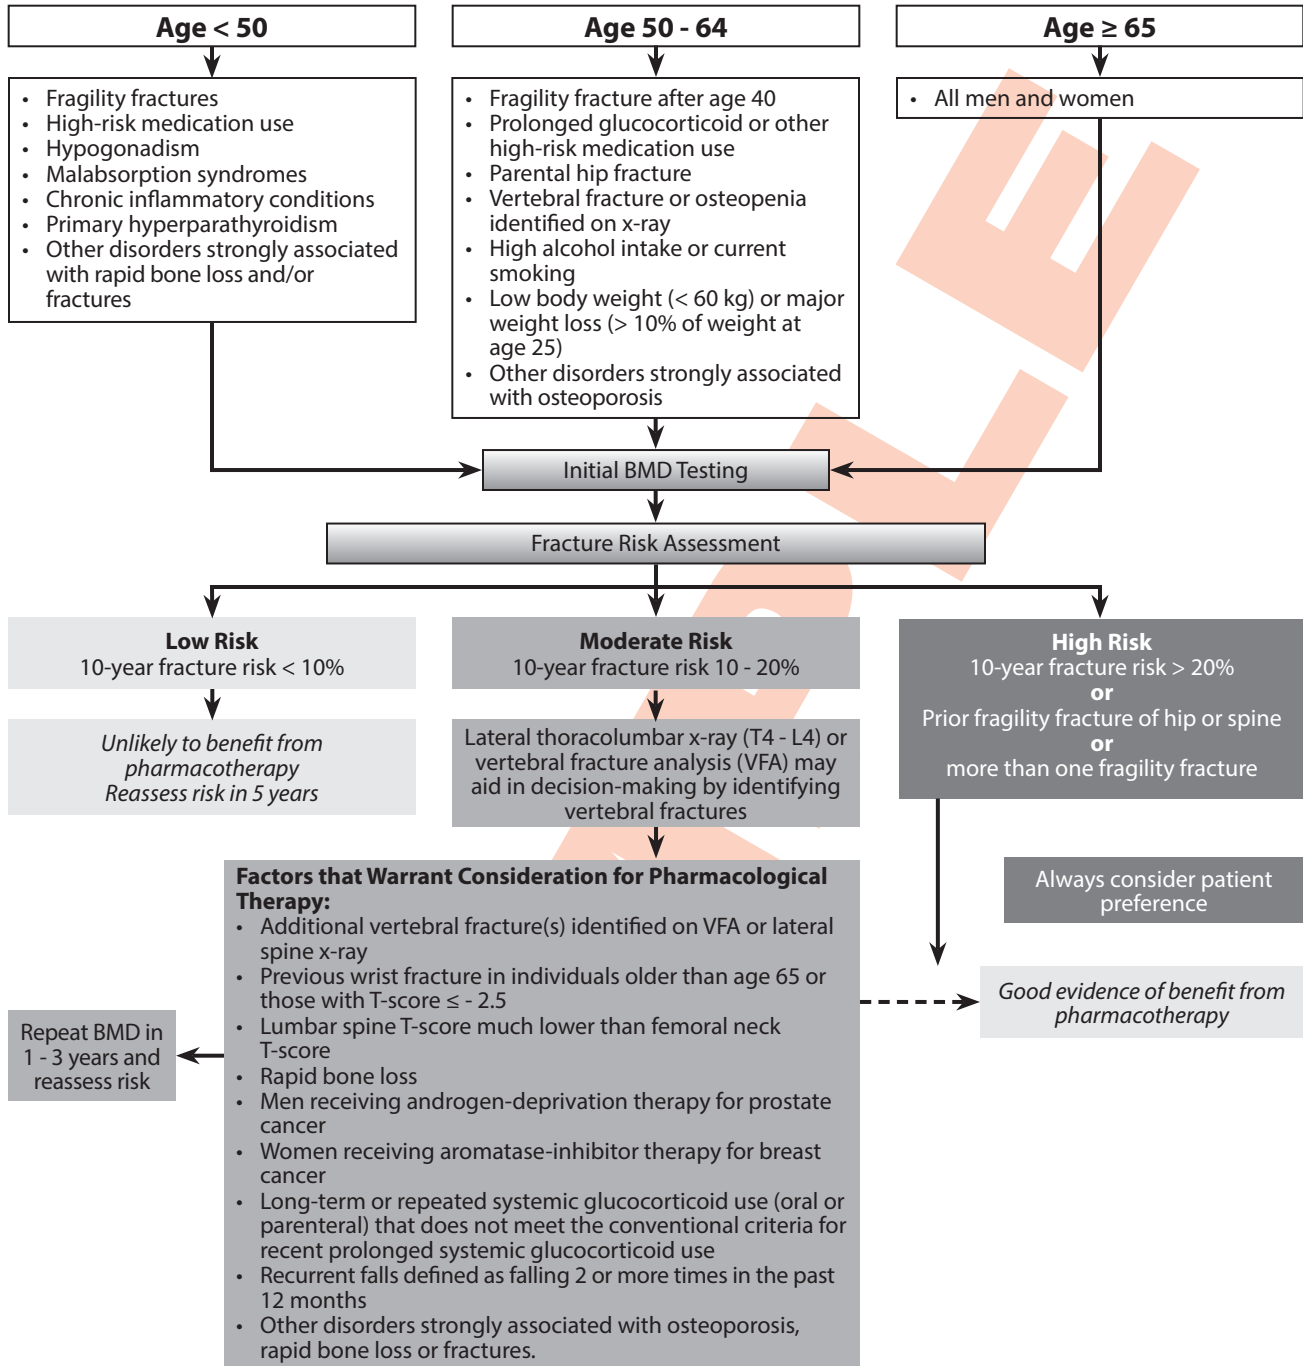 Age < 50
• Fragility fractures
• High-risk medication use
• Hypogonadism
• Malabsorption syndromes
• Chronic inflammatory conditions
• Primary hyperparathyroidism
• Other disorders strongly associated
with rapid bone loss and/or
fractures
Age 50 - 64
• Fragility fracture after age 40
• Prolonged glucocorticoid or other
high-risk medication use
• Parental hip fracture
• Vertebral fracture or osteopenia
identified on x-ray
• High alcohol intake or current
smoking
• Low body weight (< 60 kg) or major
weight loss (> 10% of weight at
age 25)
• Other disorders strongly associated
with osteoporosis
Age ≥ 65
• All men and women
Initial BMD Testing
Fracture Risk Assessment
Low Risk
10-year fracture risk < 10%
Unlikely to benefit from
pharmacotherapy
Reassess risk in 5 years
Moderate Risk
10-year fracture risk 10 - 20%
Lateral thoracolumbar x-ray (T4 - L4) or
vertebral fracture analysis (VFA) may
aid in decision-making by identifying
vertebral fractures
High Risk
10-year fracture risk > 20%
or
Prior fragility fracture of hip or spine
or
more than one fragility fracture
Always consider patient
preference
Good evidence of benefit from
pharmacotherapy
Factors that Warrant Consideration for Pharmacological
Therapy:
• Additional vertebral fracture(s) identified on VFA or lateral
spine x-ray
• Previous wrist fracture in individuals older than age 65 or
those with T-score ≤ - 2.5
• Lumbar spine T-score much lower than femoral neck
T-score
• Rapid bone loss
• Men receiving androgen-deprivation therapy for prostate
cancer
• Women receiving aromatase-inhibitor therapy for breast
cancer
• Long-term or repeated systemic glucocorticoid use (oral or
parenteral) that does not meet the conventional criteria for
recent prolonged systemic glucocorticoid use
• Recurrent falls defined as falling 2 or more times in the past
12 months
• Other disorders strongly associated with osteoporosis,
rapid bone loss or fractures.
Repeat BMD in
1 - 3 years and
reassess risk
PLE